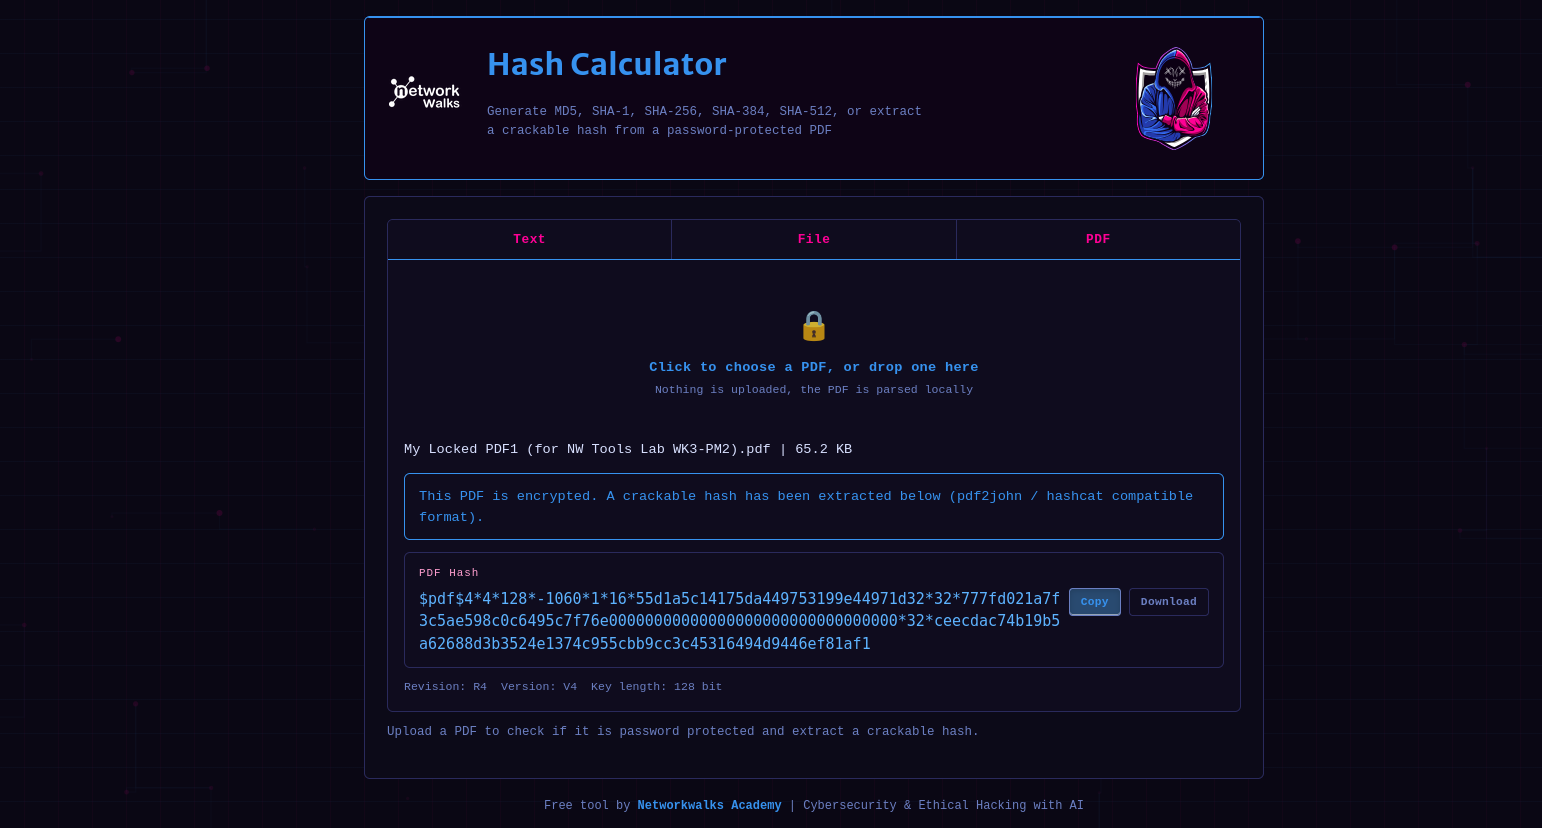 network
walks
Hash Calculator
Generate MD5, SHA-1, SHA-256, SHA-384, SHA-512, or extract
a crackable hash from a password-protected PDF
Text File PDF
Click to choose a PDF, or drop one here
Nothing is uploaded, the PDF is parsed locally
My Locked PDF1 (for NW Tools Lab WK3-PM2).pdf | 65.2 KB
This PDF is encrypted. A crackable hash has been extracted below (pdf2john / hashcat compatible
format).
PDF Hash
$pdf$4*4*128*-1060*1*16*55d1a5c14175da449753199e44971d32*32*777fd021a7f
3c5ae598c0c6495c7f76e00000000000000000000000000000000*32*ceecdac74b19b5
a62688d3b3524e1374c955cbb9cc3c45316494d9446ef81af1
Copy Download
Revision: R4 Version: V4 Key length: 128 bit
Upload a PDF to check if it is password protected and extract a crackable hash.
Free tool by Networkwalks Academy | Cybersecurity & Ethical Hacking with AI